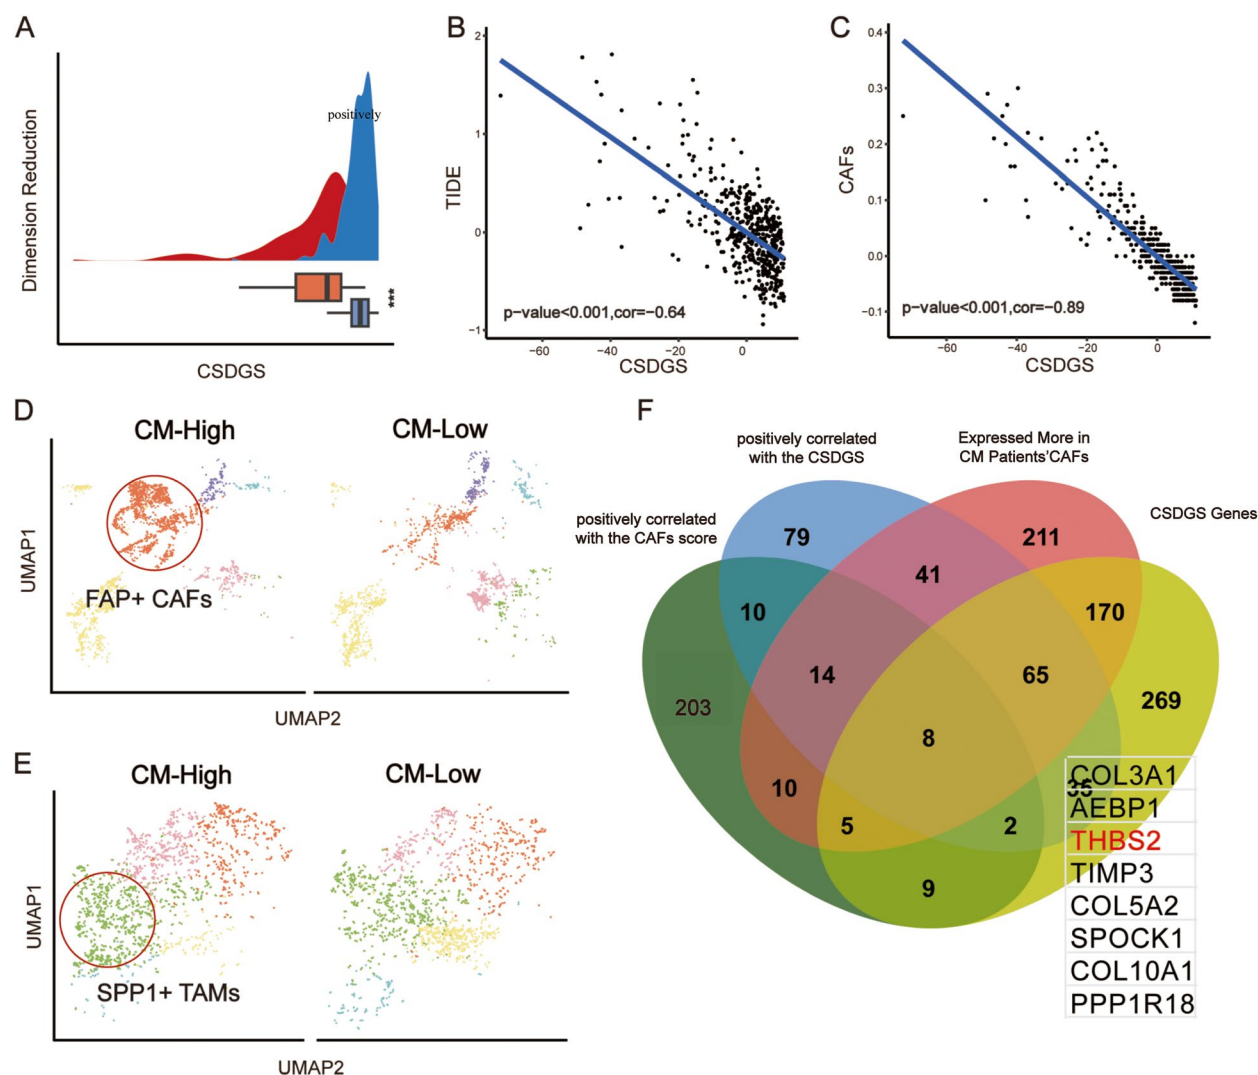 A
Dimension Reduction
positively
***
CSDGS
B
TIDE
2
1
0
−1
p−value<0.001,cor=−0.64
−60
−40
−20
0
CSDGS
C
CAFs
0.4
0.3
0.2
0.1
0.0
−0.1
p−value<0.001,cor=−0.89
−60
−40
−20
0
CSDGS
D
CM-High
CM-Low
UMAP1
FAP+ CAFs
UMAP2
E
CM-High
CM-Low
UMAP1
SPP1+ TAMs
UMAP2
F
positively correlated
with the CSDGS
Expressed More in
CM Patients'CAFs
positively correlated
with the CAFs score
CSDGS Genes
79
211
41
10
170
14
65
203
269
8
10
35
5
2
9
COL3A1
AEBP1
THBS2
TIMP3
COL5A2
SPOCK1
COL10A1
PPP1R18